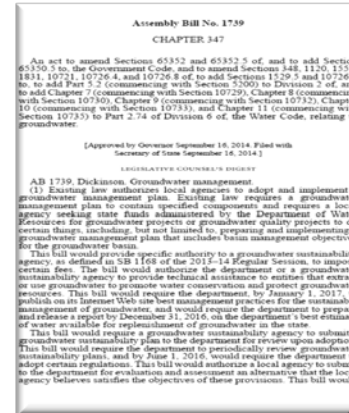 Assembly Bill No. 1739
CHAPTER 347
An act to amend Sections 65352 and 65352.5 of, and to add Section
65350.5 to, the Government Code, and to amend Sections 348, 1120, 155
1831, 10721, 10726.4, and 10726.8 of, to add Sections 1529.5 and 10726
to, to add Part 5.2 (commencing with Section 5200) to Division 2 of, an
to add Chapter 7 (commencing with Section 10729), Chapter 8 (commenci
with Section 10730), Chapter 9 (commencing with Section 10732), Chapt
10 (commencing with Section 10733), and Chapter 11 (commencing wi
Section 10735) to Part 2.74 of Division 6 of, the Water Code, relating
groundwater.
[Approved by Governor September 16, 2014. Filed with
Secretary of State September 16, 2014.]
LEGISLATIVE COUNSEL'S DIGEST
AB 1739, Dickinson. Groundwater management.
(1) Existing law authorizes local agencies to adopt and implement
groundwater management plan. Existing law requires a groundwat
management plan to contain specified components and requires a loc
agency seeking state funds administered by the Department of Wat
Resources for groundwater projects or groundwater quality projects to d
certain things, including, but not limited to, preparing and implementing
groundwater management plan that includes basin management objectiv
for the groundwater basin.
This bill would provide specific authority to a groundwater sustainabili
agency, as defined in SB 1168 of the 2013–14 Regular Session, to impo
certain fees. The bill would authorize the department or a groundwat
sustainability agency to provide technical assistance to entities that extra
or use groundwater to promote water conservation and protect groundwat
resources. This bill would require the department, by January 1, 2017,
publish on its Internet Web site best management practices for the sustainab
management of groundwater, and would require the department to prepa
and release a report by December 31, 2016, on the department's best estima
of water available for replenishment of groundwater in the state.
This bill would require a groundwater sustainability agency to submit
groundwater sustainability plan to the department for review upon adoptio
This bill would require the department to periodically review groundwat
sustainability plans, and by June 1, 2016, would require the department
adopt certain regulations. This bill would authorize a local agency to subm
to the department for evaluation and assessment an alternative that the loc
agency believes satisfies the objectives of these provisions. This bill woul